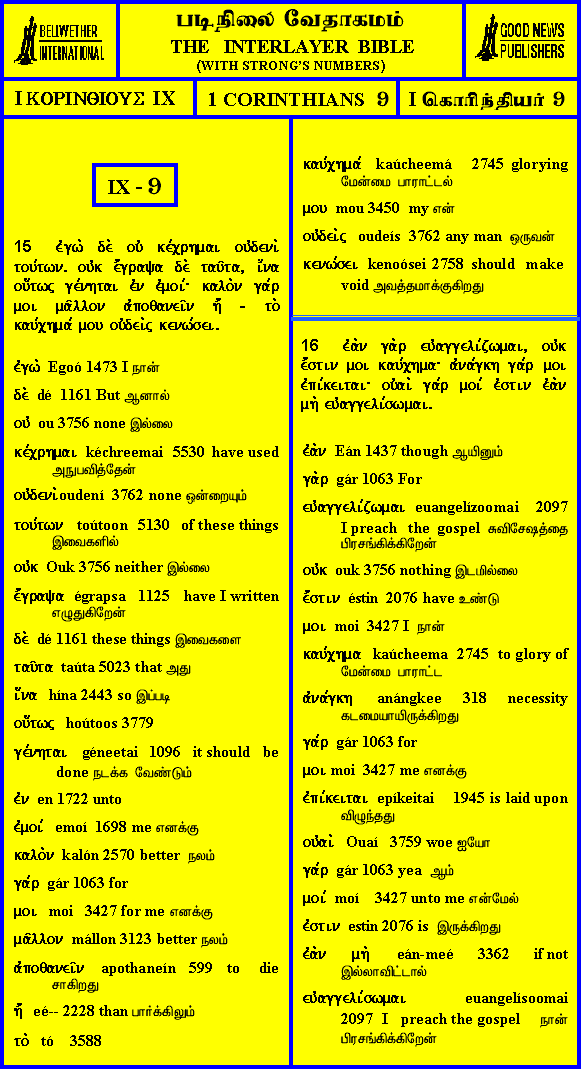 BELLWETHER
INTERNATIONAL
படிநிலை வேதாகமம்
THE INTERLAYER BIBLE
(WITH STRONG'S NUMBERS)
GOOD NEWS
PUBLISHERS
I ΚΟΡΙΝΘΙΟΥΣ IX
1 CORINTHIANS 9
I கொரிந்தியர் 9
IX - 9
15 ἐγὼ δὲ οὐ κέχρημαι οὐδενὶ
τούτων. οὐκ ἔγραψα δὲ ταῦτα, ἵνα
οὕτως γένηται ἐν ἐμοί· καλὸν γάρ
μοι μᾶλλον ἀποθανεῖν ἤ - τὸ
καύχημά μου οὐδεὶς κενώσει.
ἐγὼ Egoó 1473 I நான்
δὲ dé 1161 But ஆனால்
οὐ ou 3756 none இல்லை
κέχρημαι kéchreemai 5530 have used
அநுபவித்தேன்
οὐδενὶ oudení 3762 none ஒன்றையும்
τούτων toútoon 5130 of these things
இவைகளில்
οὐκ Ouk 3756 neither இல்லை
ἔγραψα égrapsa 1125 have I written
எழுதுகிறேன்
δὲ dé 1161 these things இவைகளை
ταῦτα taúta 5023 that அது
ἵνα hína 2443 so இப்படி
οὕτως hoútoos 3779
γένηται géneetai 1096 it should be
done நடக்க வேண்டும்
ἐν en 1722 unto
ἐμοί emoí 1698 me எனக்கு
καλὸν kalón 2570 better நலம்
γάρ gár 1063 for
μοι moi 3427 for me எனக்கு
μᾶλλον mállon 3123 better நலம்
ἀποθανεῖν apothaneín 599 to die
சாகிறது
ἤ eé-- 2228 than பார்க்கிலும்
τὸ tó 3588
καύχημά kaúcheemá 2745 glorying
மேன்மை பாராட்டல்
μου mou 3450 my என்
οὐδεὶς oudeís 3762 any man ஒருவன்
κενώσει kenoósei 2758 should make
void அவத்தமாக்குகிறது
16 ἐὰν γὰρ εὐαγγελίζωμαι, οὐκ
ἔστιν μοι καύχημα· ἀνάγκη γάρ μοι
ἐπίκειται· οὐαὶ γάρ μοί ἐστιν ἐὰν
μὴ εὐαγγελίσωμαι.
ἐὰν Eán 1437 though ஆயினும்
γὰρ gár 1063 For
εὐαγγελίζωμαι euangelízoomai 2097
I preach the gospel சுவிசேஷத்தை
பிரசங்கிக்கிறேன்
οὐκ ouk 3756 nothing இடமில்லை
ἔστιν éstin 2076 have உண்டு
μοι moi 3427 I நான்
καύχημα kaúcheema 2745 to glory of
மேன்மை பாராட்ட
ἀνάγκη anángkee 318 necessity
கடமையாயிருக்கிறது
γάρ gár 1063 for
μοι moi 3427 me எனக்கு
ἐπίκειται epíkeitai 1945 is laid upon
விழுந்தது
οὐαὶ Ouaí 3759 woe ஐயோ
γάρ gár 1063 yea ஆம்
μοί moí 3427 unto me என்மேல்
ἐστιν estin 2076 is இருக்கிறது
ἐὰν μὴ eán-meé 3362 if not
இல்லாவிட்டால்
εὐαγγελίσωμαι euangelísoomai
2097 I preach the gospel நான்
பிரசங்கிக்கிறேன்